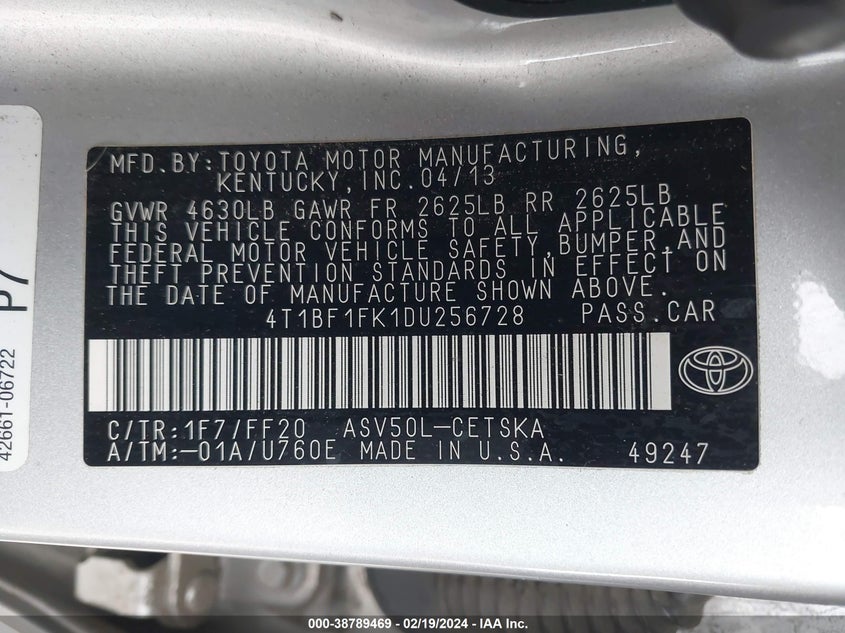 MFD. BY: TOYOTA MOTOR MANUFACTURING,
KENTUCKY, INC. 04/13
GVWR 4630LB GAWR FR 2625LB RR 2625LB
THIS VEHICLE CONFORMS TO ALL APPLICABLE
FEDERAL MOTOR VEHICLE SAFETY, BUMPER, AND
THEFT PREVENTION STANDARDS IN EFFECT ON
THE DATE OF MANUFACTURE SHOWN ABOVE.
4T1BF1FK1DU256728 PASS.CAR
C/TR:1F7/FF20 ASV50L-CETSKA
A/TM:-01A/U760E MADE IN U.S.A. 49247
42661-06722
P7
000-38789469 - 02/19/2024 - IAA Inc.